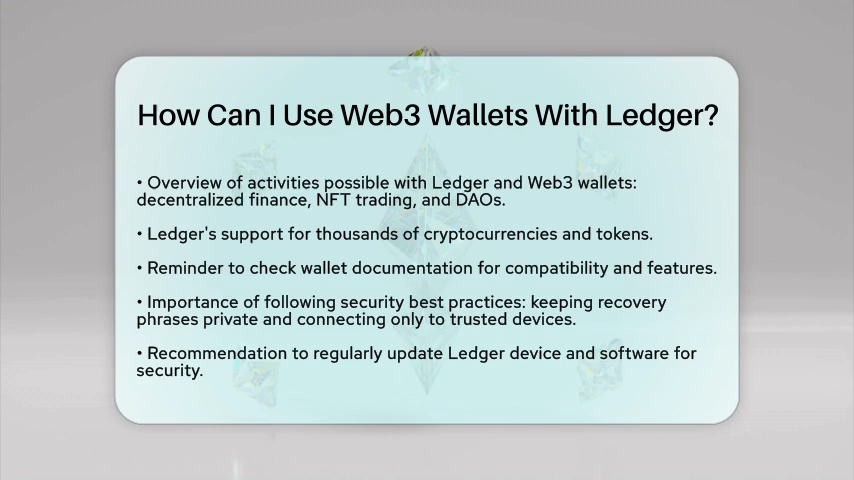 How Can I Use Web3 Wallets With Ledger?
• Overview of activities possible with Ledger and Web3 wallets:
decentralized finance, NFT trading, and DAOs.
• Ledger's support for thousands of cryptocurrencies and tokens.
• Reminder to check wallet documentation for compatibility and features.
• Importance of following security best practices: keeping recovery
phrases private and connecting only to trusted devices.
• Recommendation to regularly update Ledger device and software for
security.